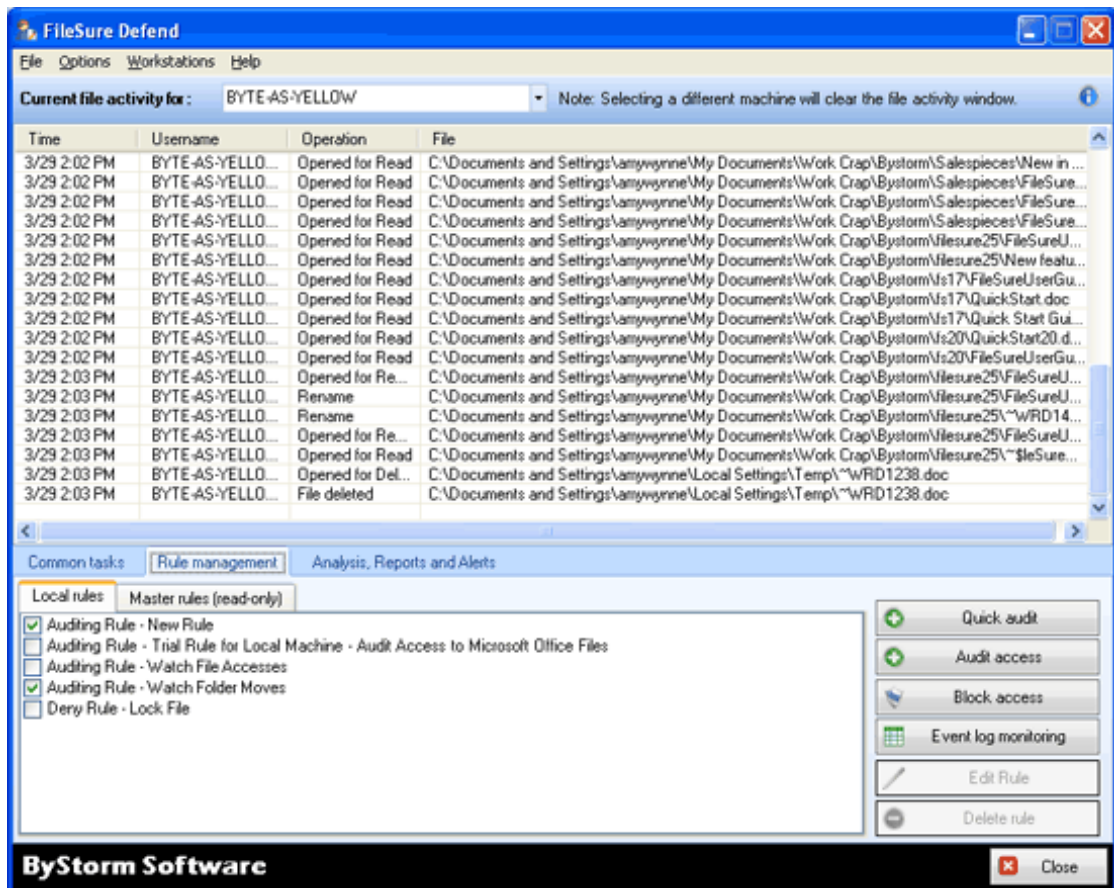 FileSure Defend
File Options Workstations Help
Current file activity for : BYTE-AS-YELLOW Note: Selecting a different machine will clear the file activity window.
Time Username Operation File
3/29 2:02 PM BYTE-AS-YELLO... Opened for Read C:\Documents and Settings\amywynne\My Documents\Work Crap\Bystorm\Salespieces\New in ...
3/29 2:02 PM BYTE-AS-YELLO... Opened for Read C:\Documents and Settings\amywynne\My Documents\Work Crap\Bystorm\Salespieces\FileSure...
3/29 2:02 PM BYTE-AS-YELLO... Opened for Read C:\Documents and Settings\amywynne\My Documents\Work Crap\Bystorm\Salespieces\FileSure...
3/29 2:02 PM BYTE-AS-YELLO... Opened for Read C:\Documents and Settings\amywynne\My Documents\Work Crap\Bystorm\Salespieces\FileSure...
3/29 2:02 PM BYTE-AS-YELLO... Opened for Read C:\Documents and Settings\amywynne\My Documents\Work Crap\Bystorm\filesure25\FileSureU...
3/29 2:02 PM BYTE-AS-YELLO... Opened for Read C:\Documents and Settings\amywynne\My Documents\Work Crap\Bystorm\filesure25\New featu...
3/29 2:02 PM BYTE-AS-YELLO... Opened for Read C:\Documents and Settings\amywynne\My Documents\Work Crap\Bystorm\fs17\FileSureUserGu...
3/29 2:02 PM BYTE-AS-YELLO... Opened for Read C:\Documents and Settings\amywynne\My Documents\Work Crap\Bystorm\fs17\QuickStart.doc
3/29 2:02 PM BYTE-AS-YELLO... Opened for Read C:\Documents and Settings\amywynne\My Documents\Work Crap\Bystorm\fs17\Quick Start Gui...
3/29 2:02 PM BYTE-AS-YELLO... Opened for Read C:\Documents and Settings\amywynne\My Documents\Work Crap\Bystorm\fs20\QuickStart20.d...
3/29 2:02 PM BYTE-AS-YELLO... Opened for Read C:\Documents and Settings\amywynne\My Documents\Work Crap\Bystorm\fs20\FileSureUserGu...
3/29 2:03 PM BYTE-AS-YELLO... Opened for Re... C:\Documents and Settings\amywynne\My Documents\Work Crap\Bystorm\filesure25\FileSureU...
3/29 2:03 PM BYTE-AS-YELLO... Rename C:\Documents and Settings\amywynne\My Documents\Work Crap\Bystorm\filesure25\FileSureU...
3/29 2:03 PM BYTE-AS-YELLO... Rename C:\Documents and Settings\amywynne\My Documents\Work Crap\Bystorm\filesure25\~WRD14...
3/29 2:03 PM BYTE-AS-YELLO... Opened for Re... C:\Documents and Settings\amywynne\My Documents\Work Crap\Bystorm\filesure25\FileSureU...
3/29 2:03 PM BYTE-AS-YELLO... Opened for Read C:\Documents and Settings\amywynne\My Documents\Work Crap\Bystorm\filesure25\~$leSure...
3/29 2:03 PM BYTE-AS-YELLO... Opened for Del... C:\Documents and Settings\amywynne\Local Settings\Temp\~WRD1238.doc
3/29 2:03 PM BYTE-AS-YELLO... File deleted C:\Documents and Settings\amywynne\Local Settings\Temp\~WRD1238.doc
Common tasks Rule management Analysis, Reports and Alerts
Local rules Master rules (read-only)
Auditing Rule - New Rule
Auditing Rule - Trial Rule for Local Machine - Audit Access to Microsoft Office Files
Auditing Rule - Watch File Accesses
Auditing Rule - Watch Folder Moves
Deny Rule - Lock File
Quick audit
Audit access
Block access
Event log monitoring
Edit Rule
Delete rule
ByStorm Software Close